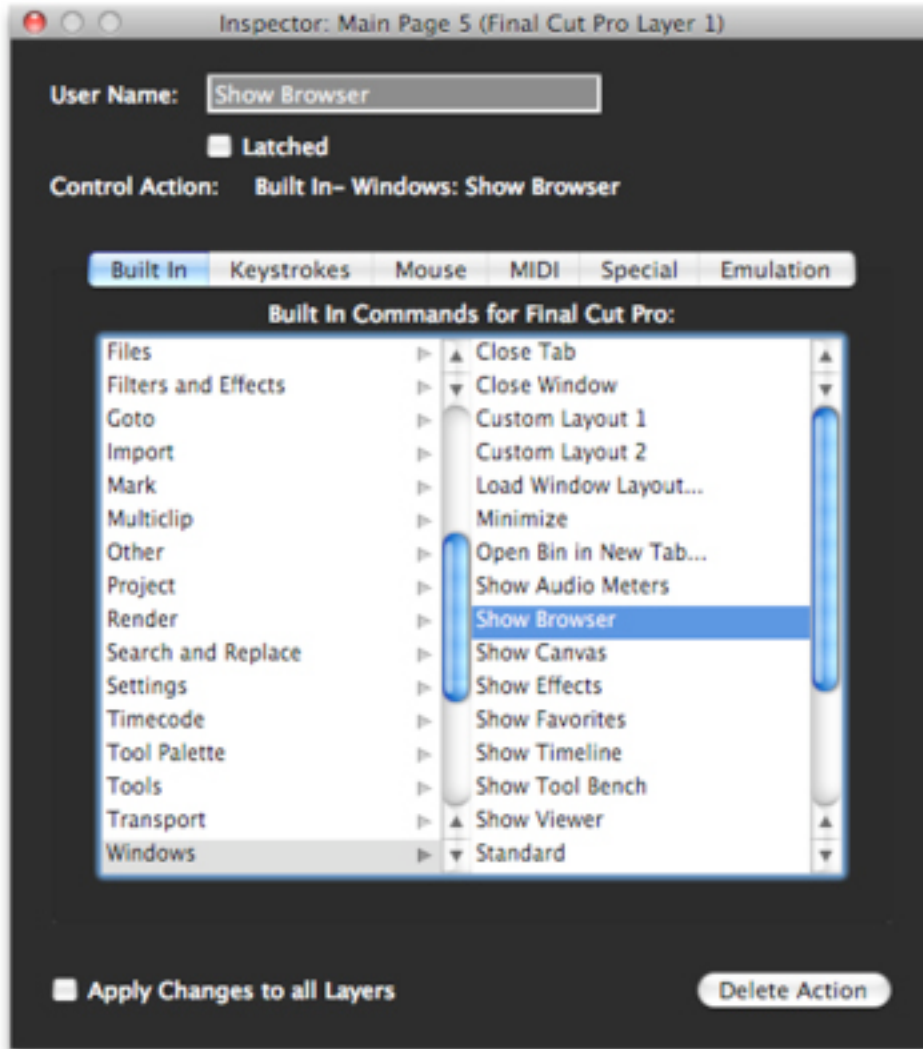 Inspector: Main Page 5 (Final Cut Pro Layer 1)
User Name: Show Browser
Latched
Control Action: Built In- Windows: Show Browser
Built In Keystrokes Mouse MIDI Special Emulation
Built In Commands for Final Cut Pro:
Files
Filters and Effects
Goto
Import
Mark
Multiclip
Other
Project
Render
Search and Replace
Settings
Timecode
Tool Palette
Tools
Transport
Windows
Close Tab
Close Window
Custom Layout 1
Custom Layout 2
Load Window Layout...
Minimize
Open Bin in New Tab...
Show Audio Meters
Show Browser
Show Canvas
Show Effects
Show Favorites
Show Timeline
Show Tool Bench
Show Viewer
Standard
Apply Changes to all Layers
Delete Action